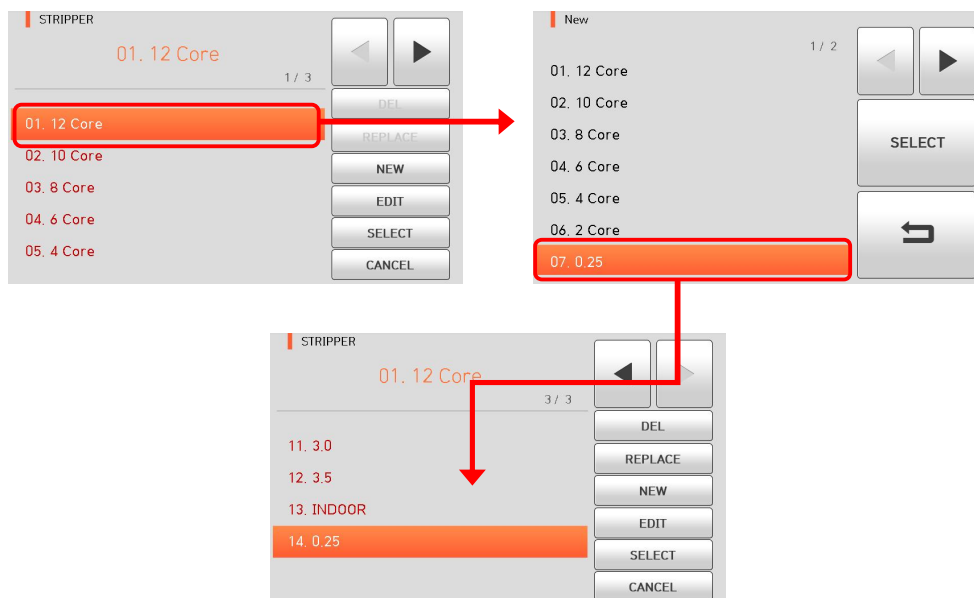 STRIPPER
01. 12 Core
1 / 3
01. 12 Core
02. 10 Core
03. 8 Core
04. 6 Core
05. 4 Core
DEL
REPLACE
NEW
EDIT
SELECT
CANCEL
New
1 / 2
01. 12 Core
02. 10 Core
03. 8 Core
04. 6 Core
05. 4 Core
06. 2 Core
07. 0.25
SELECT
STRIPPER
01. 12 Core
3 / 3
11. 3.0
12. 3.5
13. INDOOR
14. 0.25
DEL
REPLACE
NEW
EDIT
SELECT
CANCEL